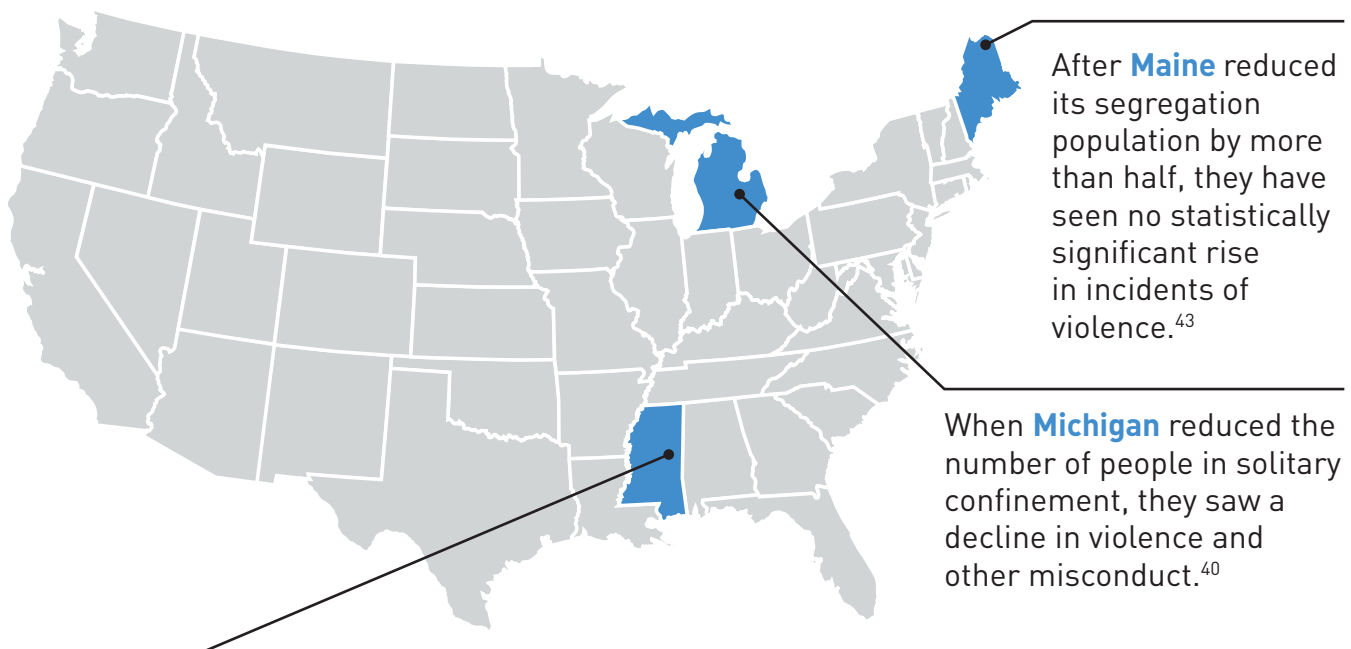 After Maine reduced
its segregation
population by more
than half, they have
seen no statistically
significant rise
in incidents of
violence.43
When Michigan reduced the
number of people in solitary
confinement, they saw a
decline in violence and
other misconduct.40